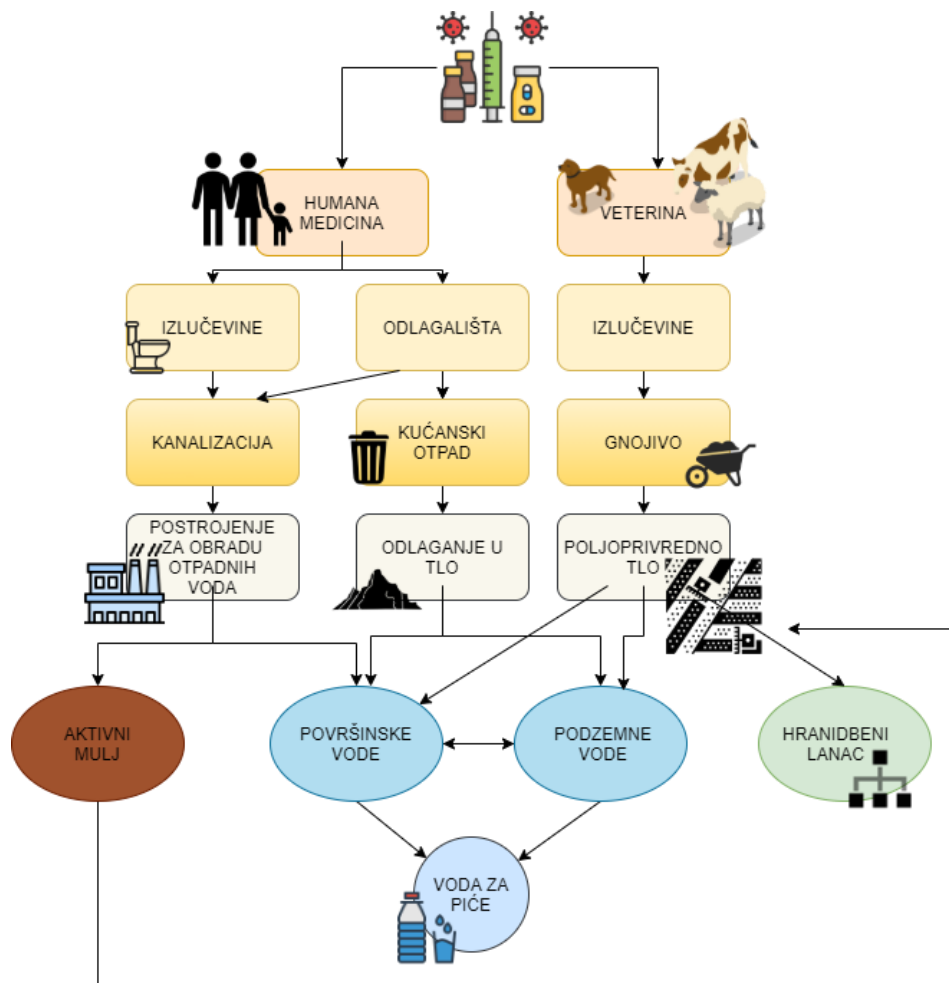 HUMANA
MEDICINA
VETERINA
IZLUČEVINE
ODLAGALIŠTA
IZLUČEVINE
KANALIZACIJA
KUĆANSKI
OTPAD
GNOJIVO
POSTROJENJE
ZA OBRADU
OTPADNIH
VODA
ODLAGANJE U
TLO
POLJOPRIVREDNO
TLO
AKTIVNI
MULJ
POVRŠINSKE
VODE
PODZEMNE
VODE
HRANIDBENI
LANAC
VODA ZA
PIĆE